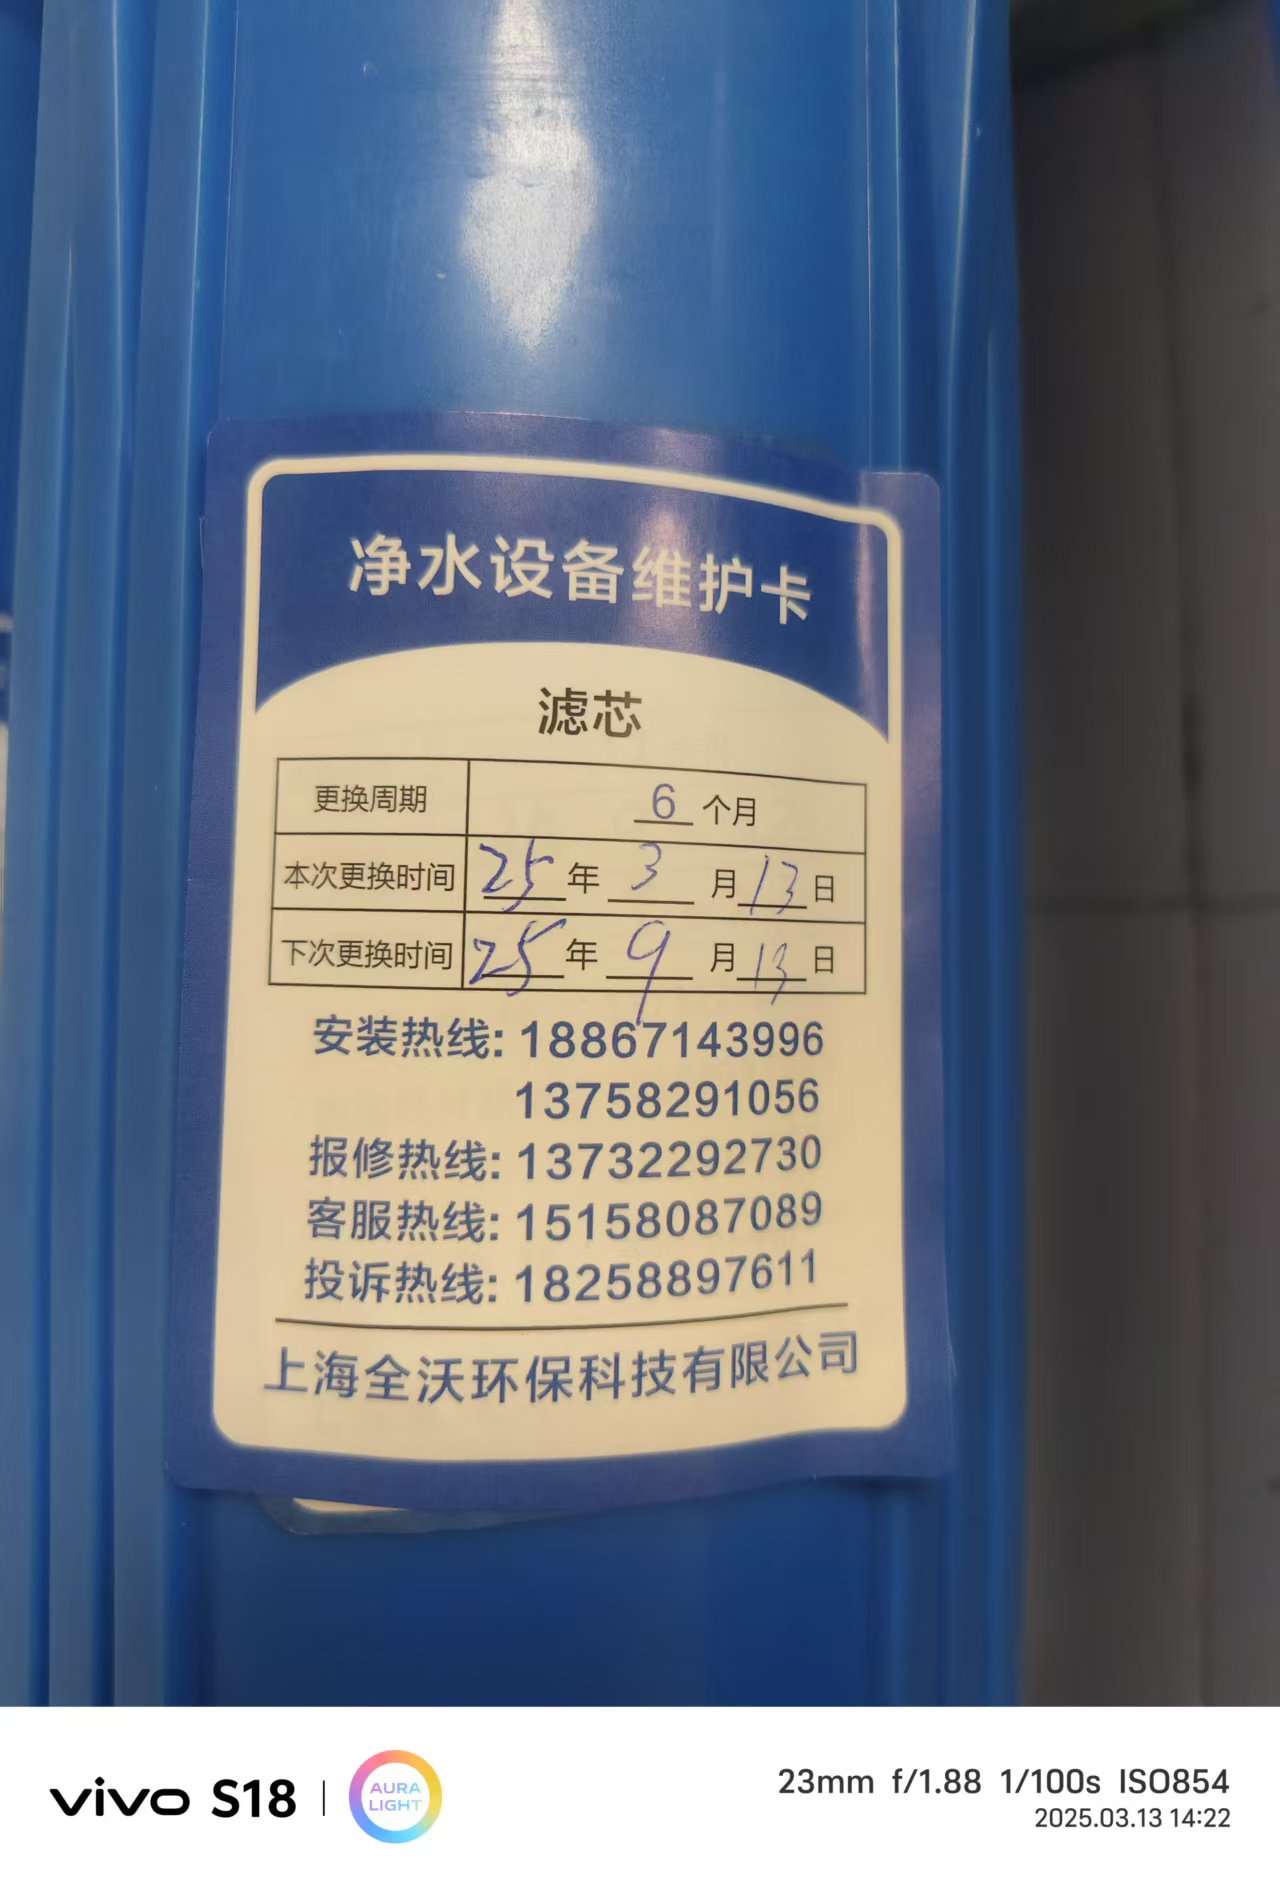 净水设备维护卡
滤芯
更换周期 6 个月
本次更换时间 25 年 3 月 13 日
下次更换时间 25 年 9 月 13 日
安装热线: 18867143996
13758291056
报修热线: 13732292730
客服热线: 15158087089
投诉热线: 18258897611
上海全沃环保科技有限公司
vivo S18 | AURA LIGHT
23mm f/1.88 1/100s ISO854
2025.03.13 14:22